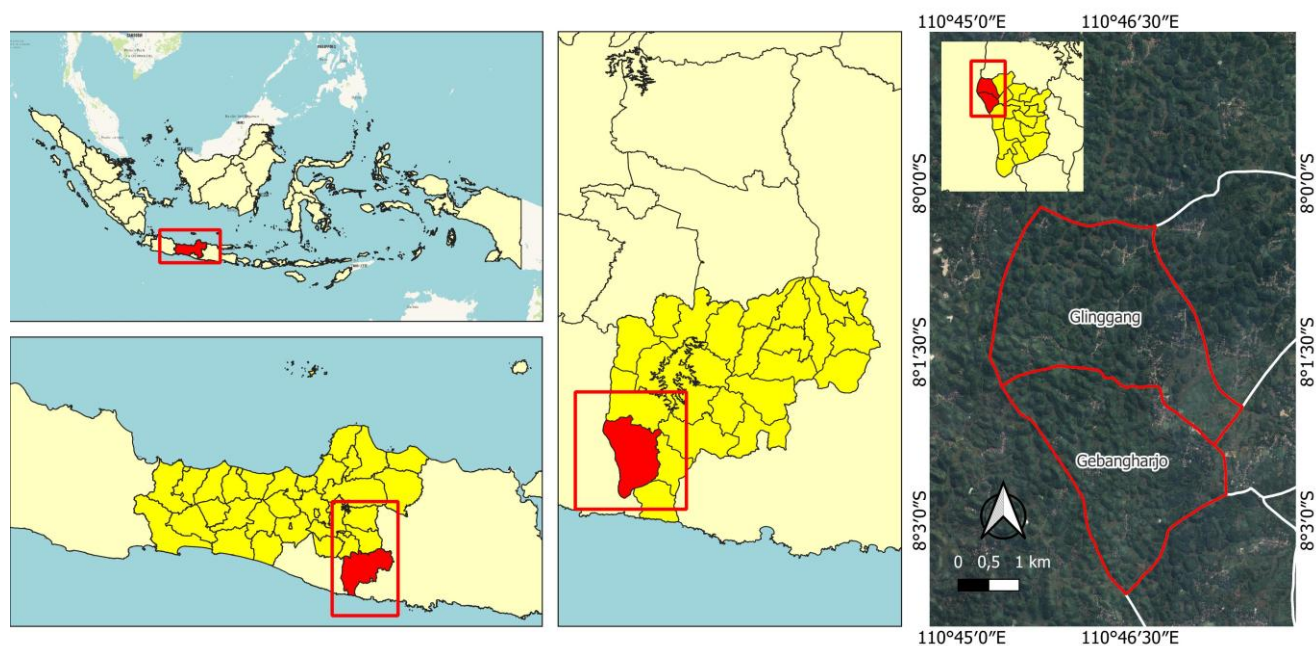 110°45′0″E
110°46′30″E
8°0′0″S
8°0′0″S
Glinggang
8°1′30″S
8°1′30″S
Gebangharjo
8°3′0″S
8°3′0″S
0 0,5 1 km
110°45′0″E
110°46′30″E